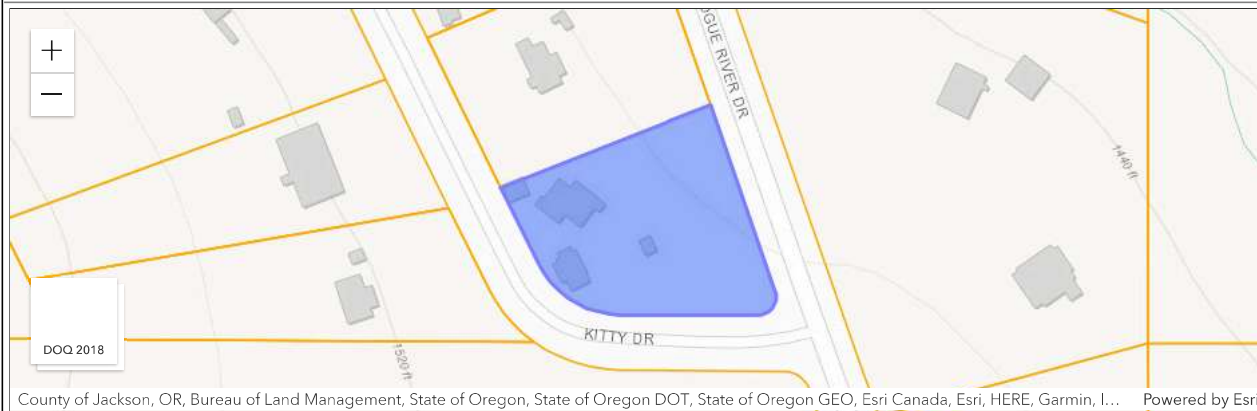 +
−
OGUE RIVER DR
1440 ft
KITTY DR
1520 ft
DOQ 2018
County of Jackson, OR, Bureau of Land Management, State of Oregon, State of Oregon DOT, State of Oregon GEO, Esri Canada, Esri, HERE, Garmin, I... Powered by Esri